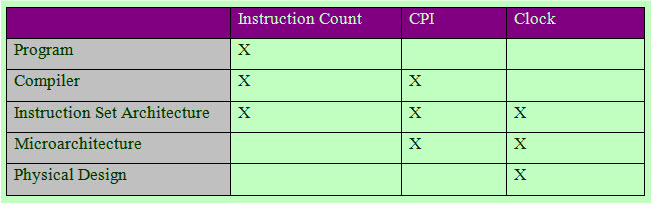 Instruction Count CPI Clock
Program X
Compiler X X
Instruction Set Architecture X X X
Microarchitecture X X
Physical Design X